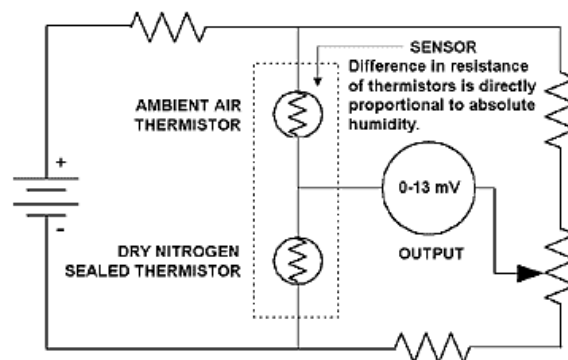 SENSOR
Difference in resistance
of thermistors is directly
proportional to absolute
humidity.
AMBIENT AIR
THERMISTOR
+
-
0-13 mV
DRY NITROGEN
SEALED THERMISTOR
OUTPUT